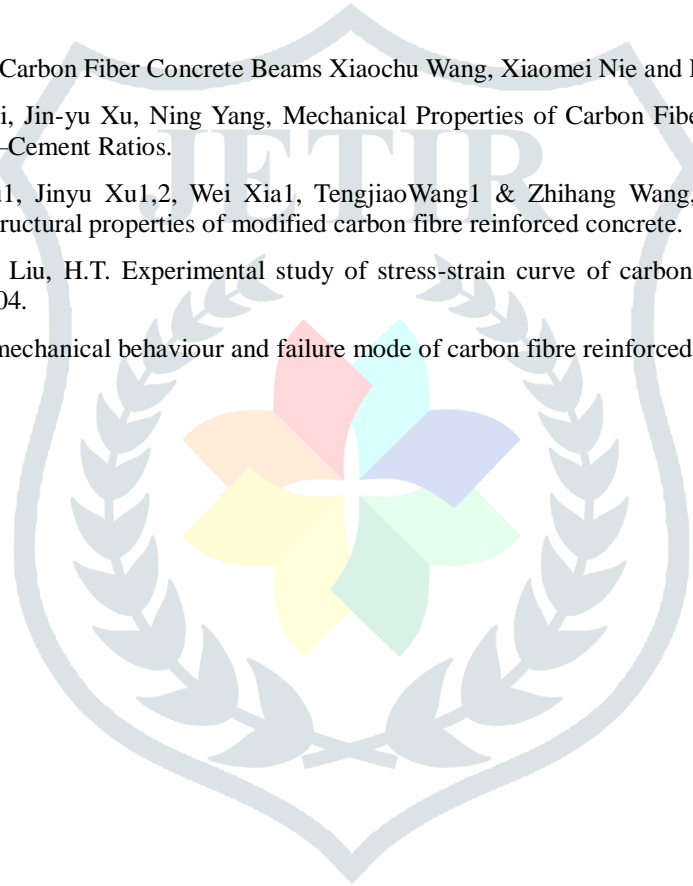 Carbon Fiber Concrete Beams Xiaochu Wang, Xiaomei Nie and
i, Jin-yu Xu, Ning Yang, Mechanical Properties of Carbon Fibe
–Cement Ratios.
u1, Jinyu Xu1,2, Wei Xia1, TengjiaoWang1 & Zhihang Wang,
ructural properties of modified carbon fibre reinforced concrete.
Liu, H.T. Experimental study of stress-strain curve of carbon
04.
mechanical behaviour and failure mode of carbon fibre reinforced
JETIR